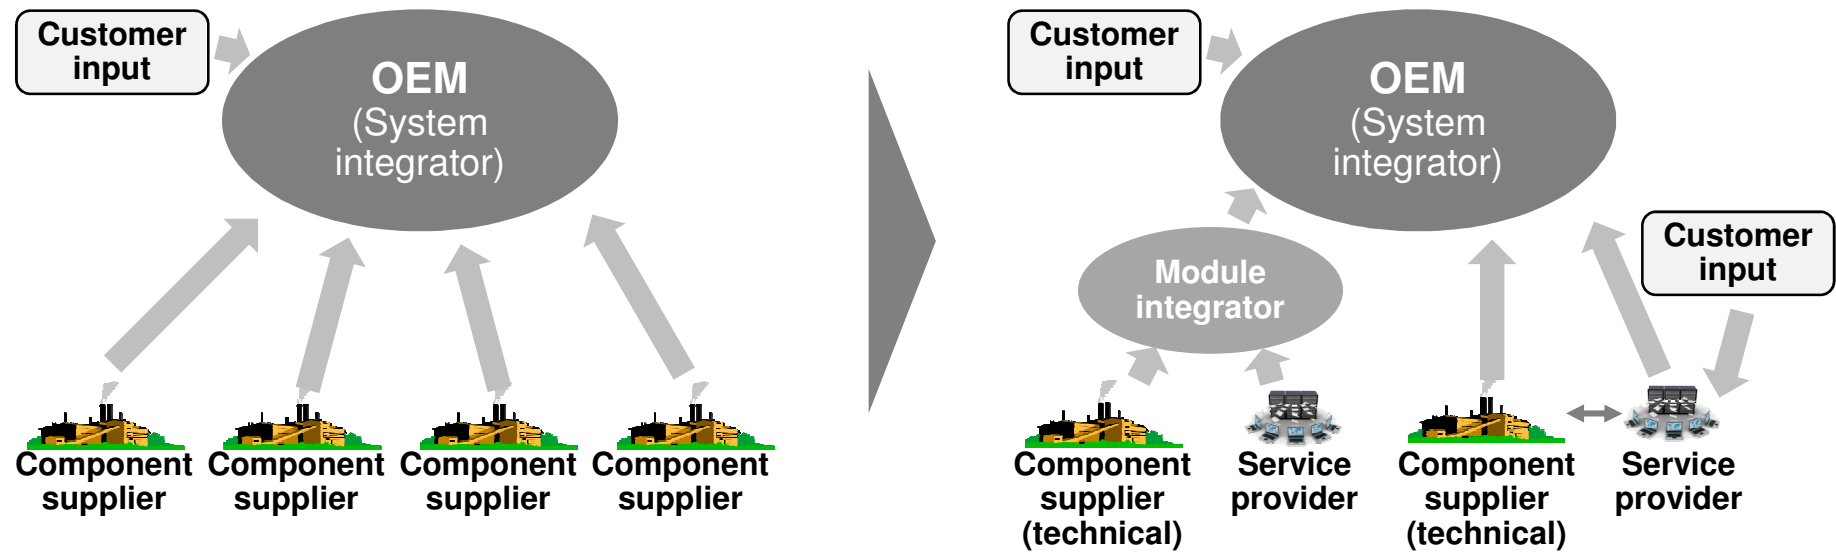 Customer
input
OEM
(System
integrator)
Component
supplier
Component
supplier
Component
supplier
Component
supplier
Customer
input
OEM
(System
integrator)
Customer
input
Module
integrator
Component
supplier
(technical)
Service
provider
Component
supplier
(technical)
Service
provider